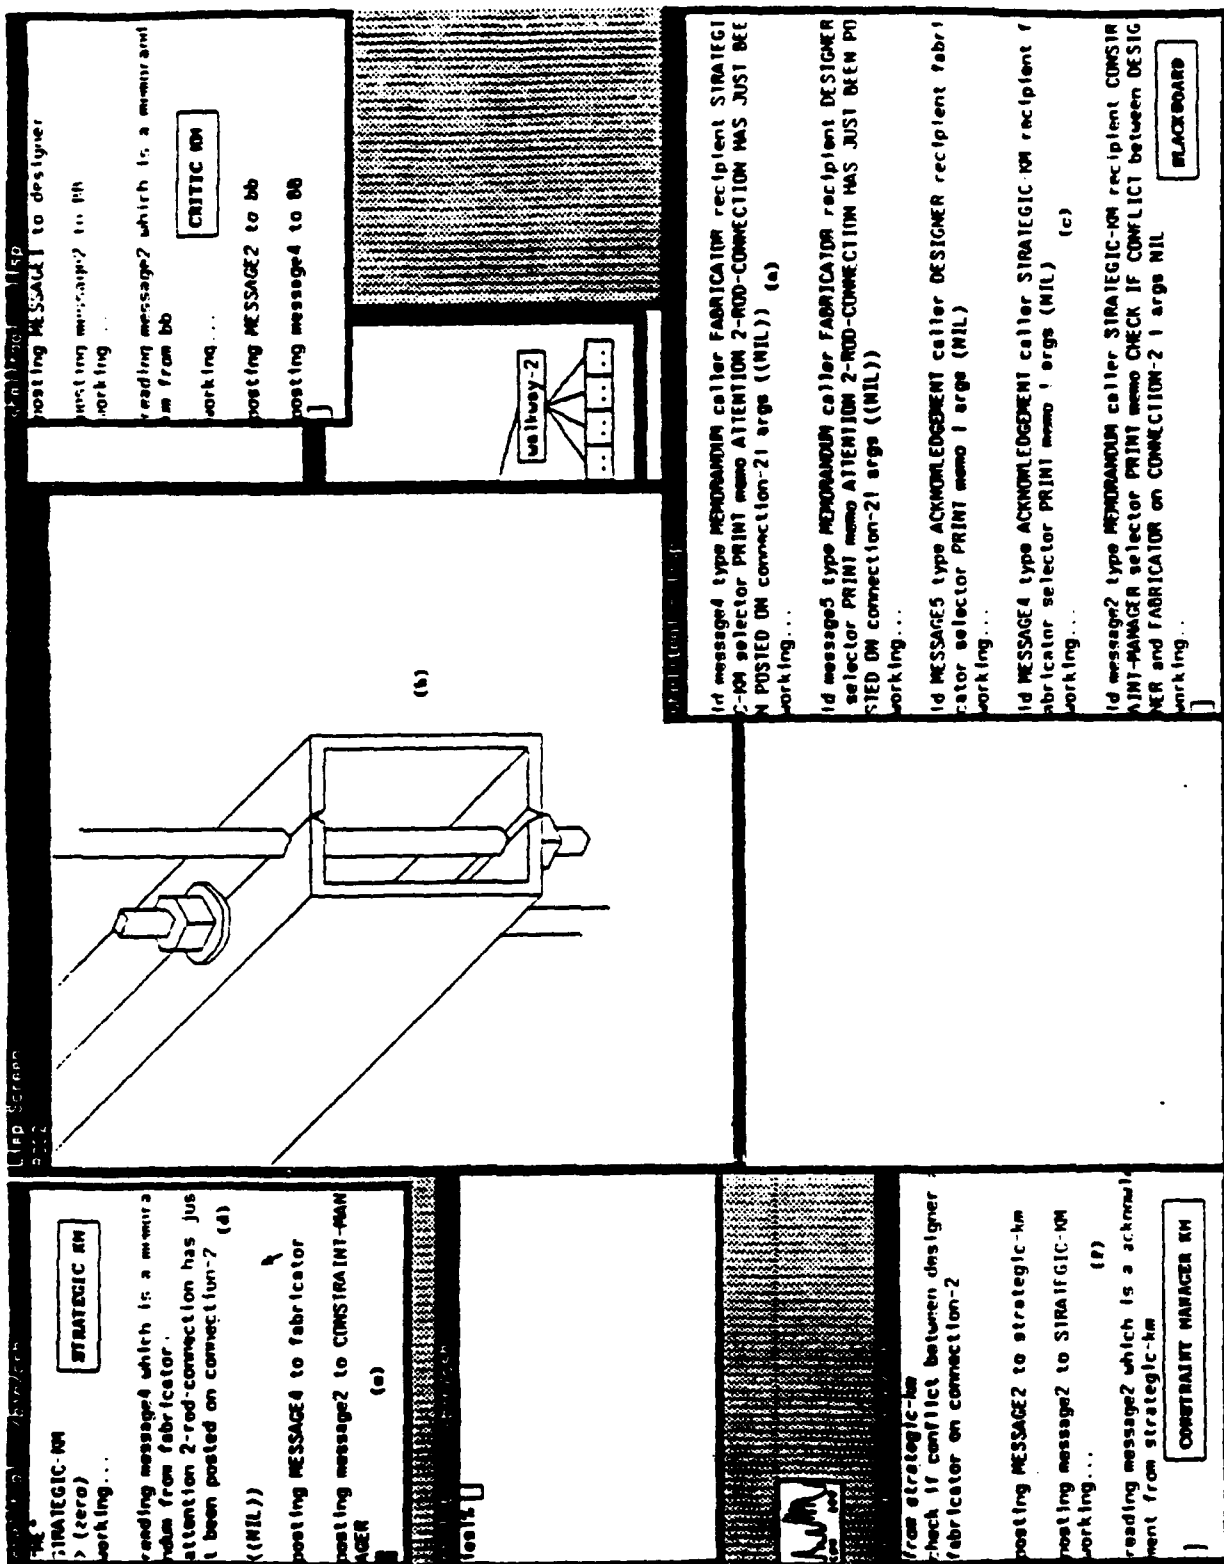 Lisp Screen
STRATEGIC-KM
> (zero)
working...
STRATEGIC KM
reading message4 which is a memora
ndum from fabricator.
attention 2-rod-connection has jus
t been posted on connection-2
(d)
((NIL))
posting MESSAGE4 to fabricator
posting message2 to CONSTRAINT-MAN
AGER
(e)
from strategic-km
check if conflict between designer
fabricator on connection-2
posting MESSAGE2 to strategic-km
posting message2 to STRATEGIC-KM
working...
(f)
reading message2 which is a acknowl
ment from strategic-km
CONSTRAINT MANAGER KM
(b)
posting MESSAGE1 to designer
posting message2 to BB
working...
reading message2 which is a memorand
um from bb
CRITIC KM
working...
posting MESSAGE2 to bb
posting message4 to BB
walkway-2
...
...
...
...
id message4 type MEMORANDUM caller FABRICATOR recipient STRATEGI
C-KM selector PRINT memo ATTENTION 2-ROD-CONNECTION HAS JUST BEE
N POSTED ON connection-2| args ((NIL))
(a)
working...
id message5 type MEMORANDUM caller FABRICATOR recipient DESIGNER
selector PRINT memo ATTENTION 2-ROD-CONNECTION HAS JUST BEEN PO
STED ON connection-2| args ((NIL))
working...
id MESSAGE5 type ACKNOWLEDGEMENT caller DESIGNER recipient fabri
cator selector PRINT memo | args (NIL)
working...
id MESSAGE4 type ACKNOWLEDGEMENT caller STRATEGIC-KM recipient f
abricator selector PRINT memo | args (NIL)
working...
(c)
id message2 type MEMORANDUM caller STRATEGIC-KM recipient CONSTR
AINT-MANAGER selector PRINT memo CHECK IF CONFLICT between DESIG
NER and FABRICATOR on CONNECTION-2 | args NIL
working...
BLACKBOARD